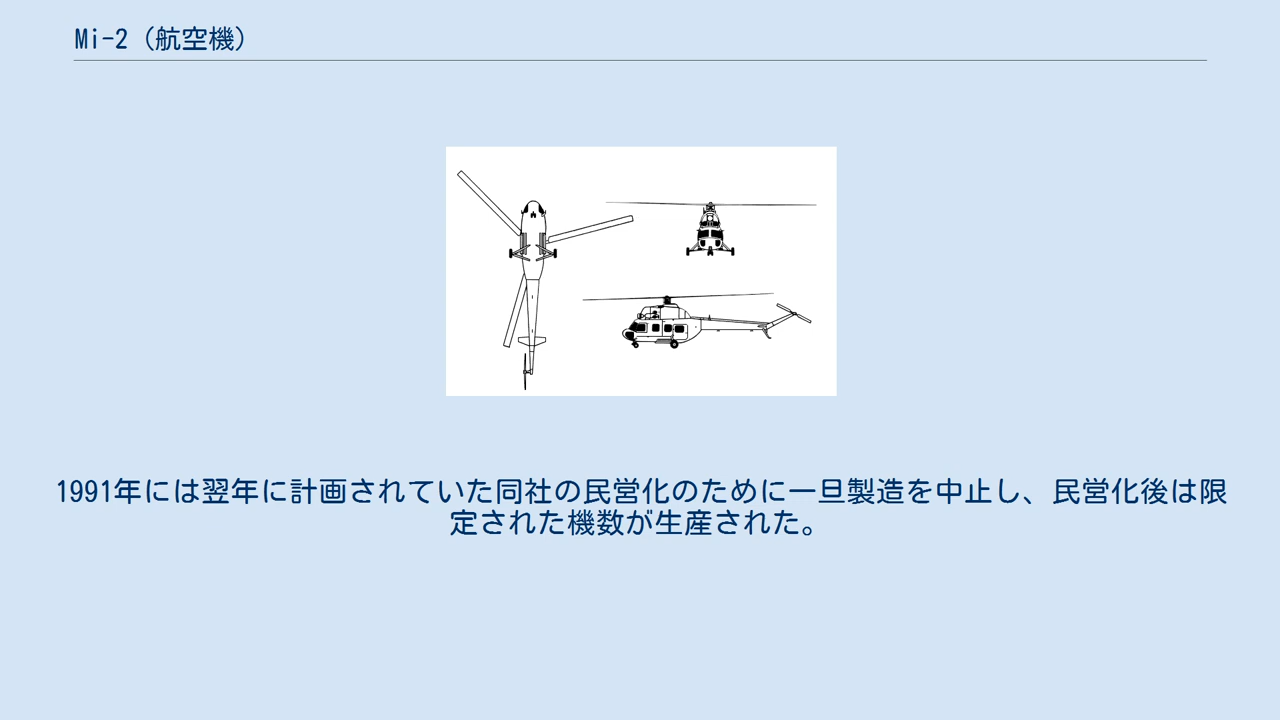 Mi-2（航空機）
1991年には翌年に計画されていた同社の民営化のために一旦製造を中止し、民営化後は限
定された機数が生産された。